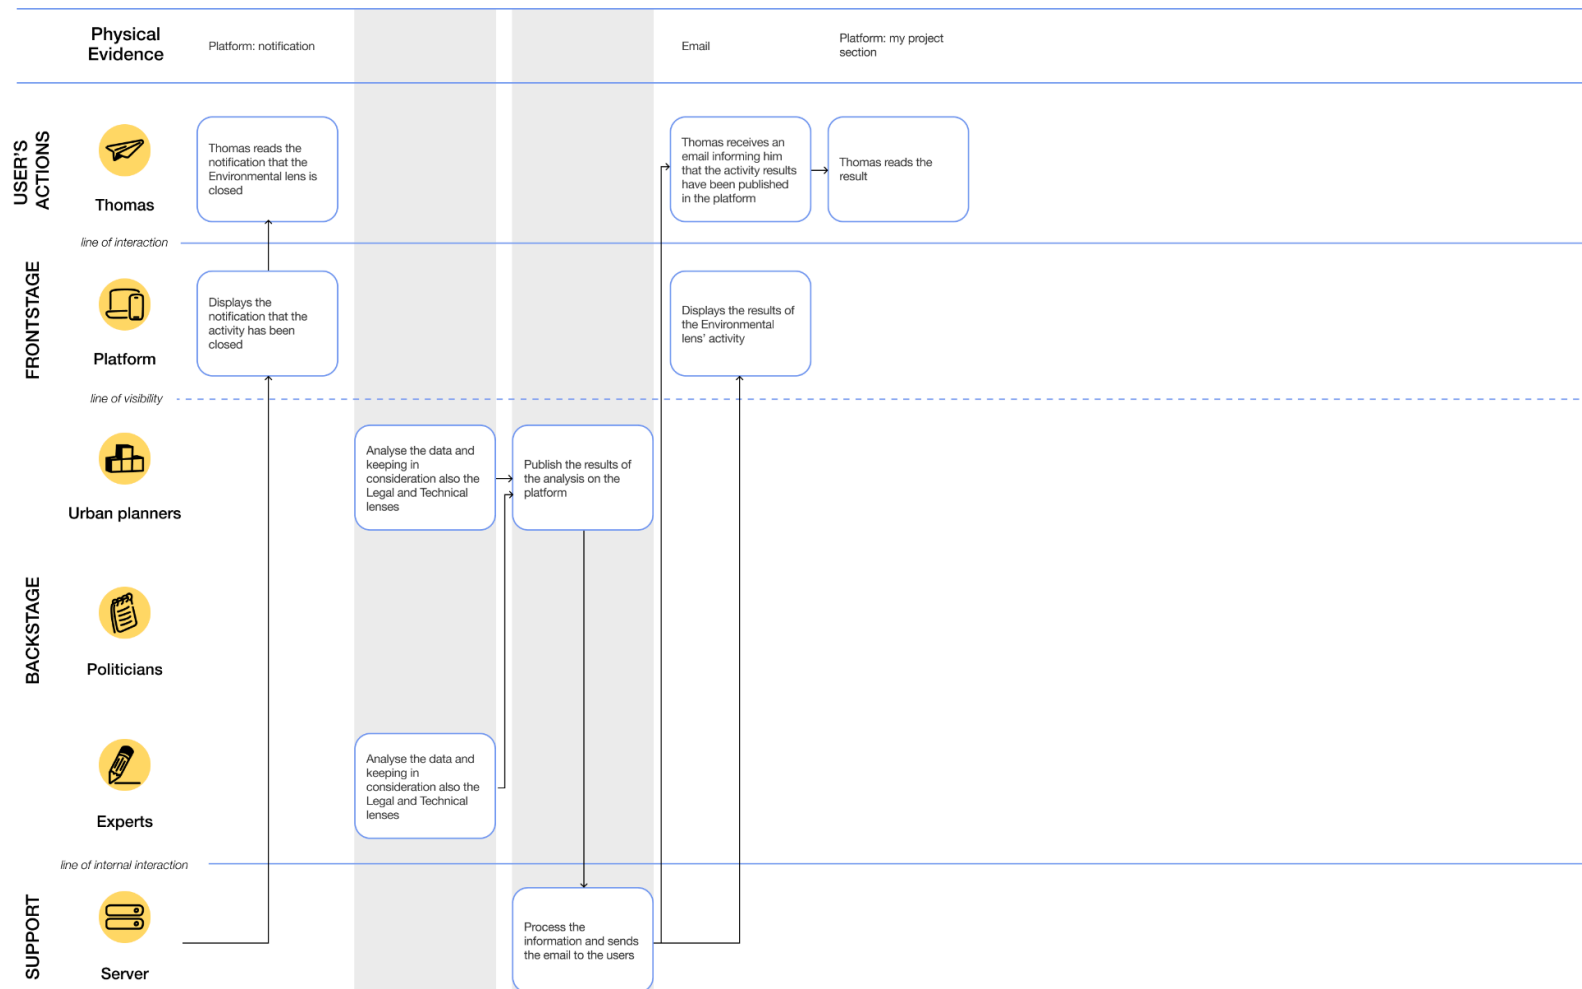 Physical
Evidence
Platform: notification
Email
Platform: my project
section
USER'S
ACTIONS
Thomas
Thomas reads the
notification that the
Environmental lens is
closed
Thomas receives an
email informing him
that the activity results
have been published
in the platform
Thomas reads the
result
line of interaction
FRONTSTAGE
Platform
Displays the
notification that the
activity has been
closed
Displays the results of
the Environmental
lens' activity
line of visibility
BACKSTAGE
Urban planners
Analyse the data and
keeping in
consideration also the
Legal and Technical
lenses
Publish the results of
the analysis on the
platform
Politicians
Experts
Analyse the data and
keeping in
consideration also the
Legal and Technical
lenses
line of internal interaction
SUPPORT
Server
Process the
information and sends
the email to the users